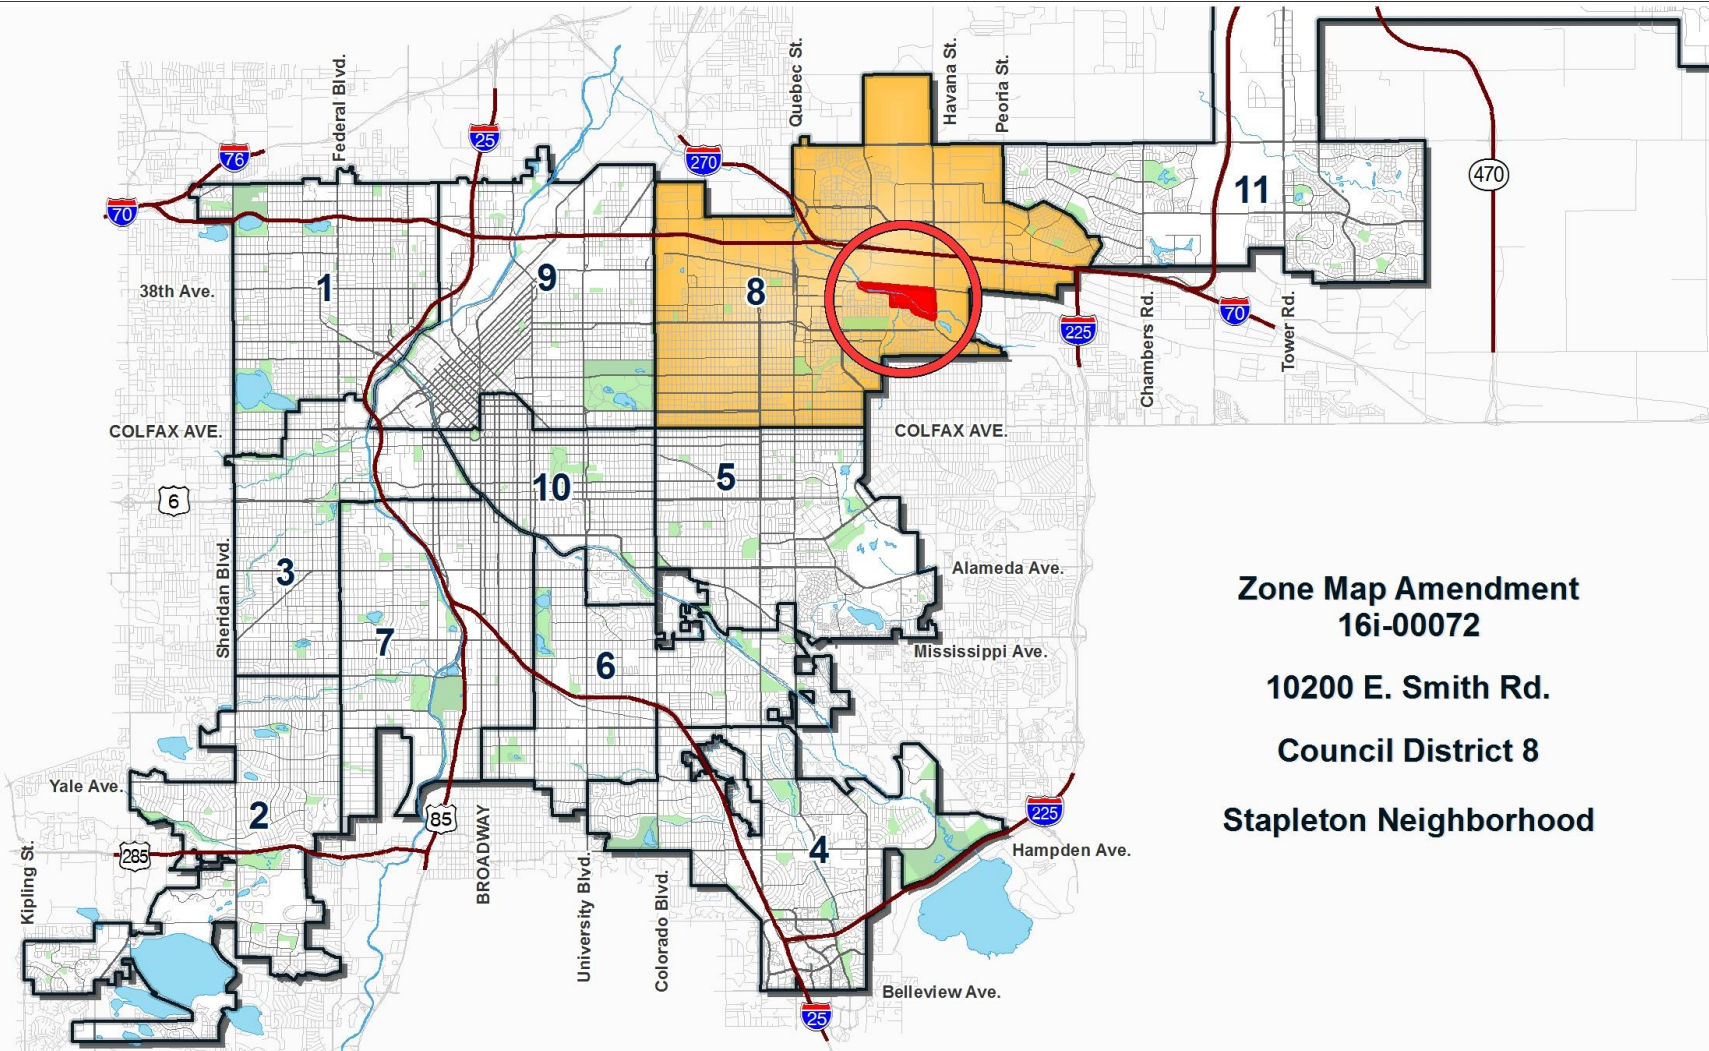 Federal Blvd.
Quebec St.
Havana St.
Peoria St.
25
76
270
470
70
11
38th Ave.
1
9
8
Chambers Rd.
Tower Rd.
70
225
COLFAX AVE.
COLFAX AVE.
6
10
5
Sheridan Blvd.
3
Alameda Ave.
7
6
Mississippi Ave.
Zone Map Amendment
16i-00072
10200 E. Smith Rd.
Council District 8
Stapleton Neighborhood
Yale Ave.
2
85
BROADWAY
225
285
4
Hampden Ave.
Kipling St.
University Blvd.
Colorado Blvd.
Belleview Ave.
25